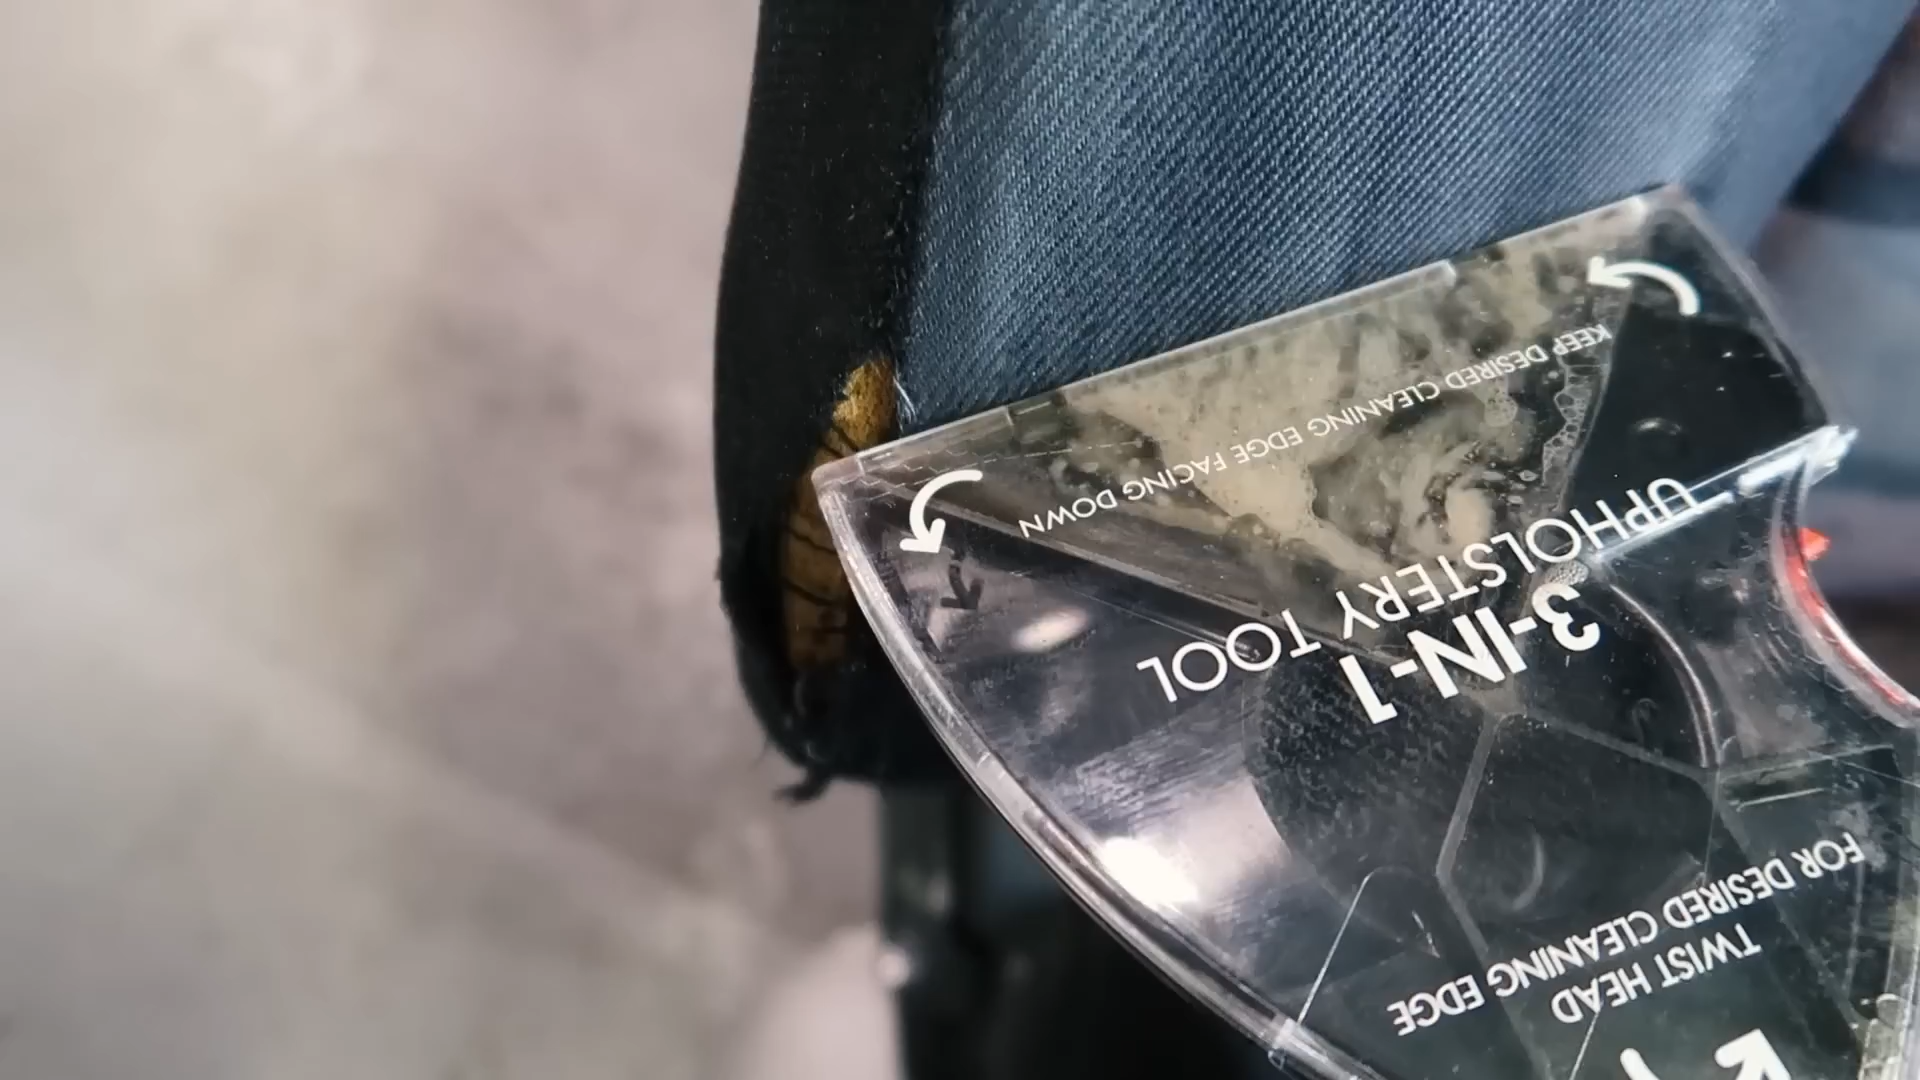 TWIST HEAD
FOR DESIRED CLEANING EDGE
3-IN-1
UPHOLSTERY TOOL
KEEP DESIRED CLEANING EDGE FACING DOWN